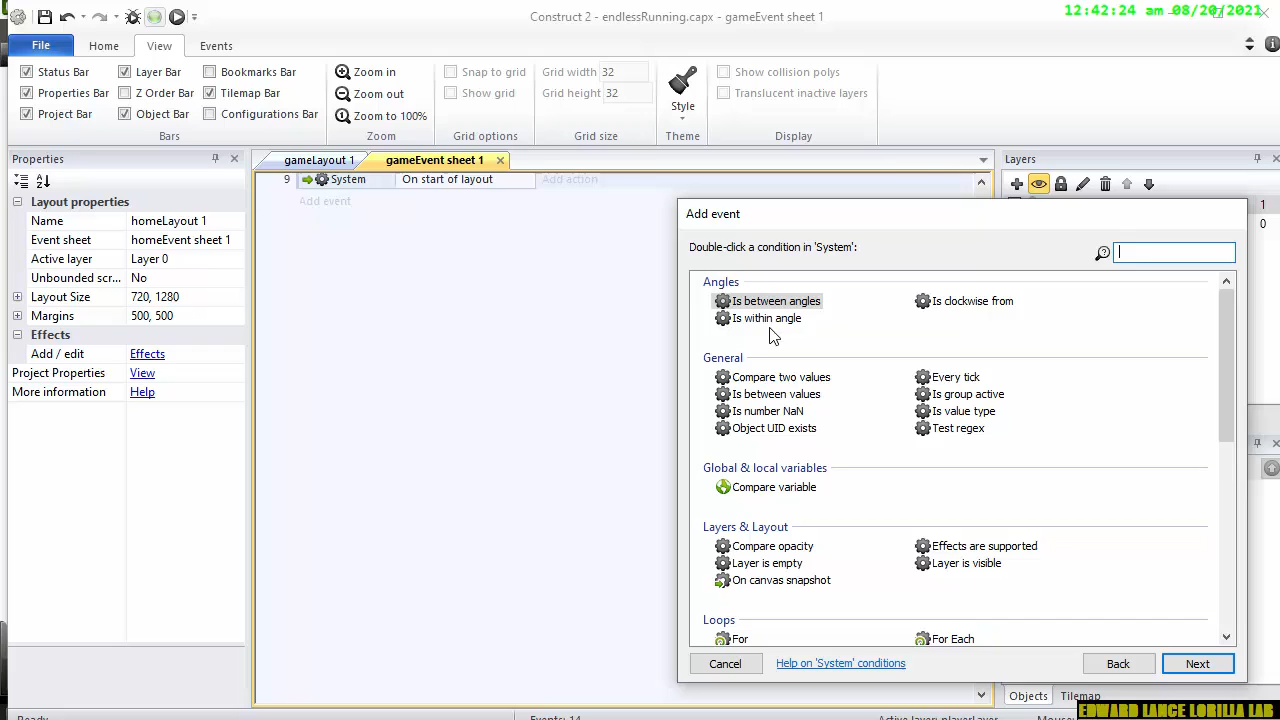 Construct 2 - endlessRunning.capx - gameEvent sheet 1
12:42:24 am 08/20/2021
File
Home
View
Events
Status Bar
Layer Bar
Bookmarks Bar
Properties Bar
Z Order Bar
Tilemap Bar
Project Bar
Object Bar
Configurations Bar
Bars
Zoom in
Zoom out
Zoom to 100%
Zoom
Snap to grid
Show grid
Grid options
Grid width 32
Grid height 32
Grid size
Style
Theme
Show collision polys
Translucent inactive layers
Display
Properties
Layout properties
Name homeLayout 1
Event sheet homeEvent sheet 1
Active layer Layer 0
Unbounded scr... No
Layout Size 720, 1280
Margins 500, 500
Effects
Add / edit Effects
Project Properties View
More information Help
gameLayout 1
gameEvent sheet 1
9 System On start of layout Add action
Add event
Layers
1
0
Add event
Double-click a condition in 'System':
Angles
Is between angles
Is clockwise from
Is within angle
General
Compare two values
Every tick
Is between values
Is group active
Is number NaN
Is value type
Object UID exists
Test regex
Global & local variables
Compare variable
Layers & Layout
Compare opacity
Effects are supported
Layer is empty
Layer is visible
On canvas snapshot
Loops
For
For Each
Cancel
Help on 'System' conditions
Back
Next
Objects
Tilemap
EDWARD LANCE LORILLA LAB